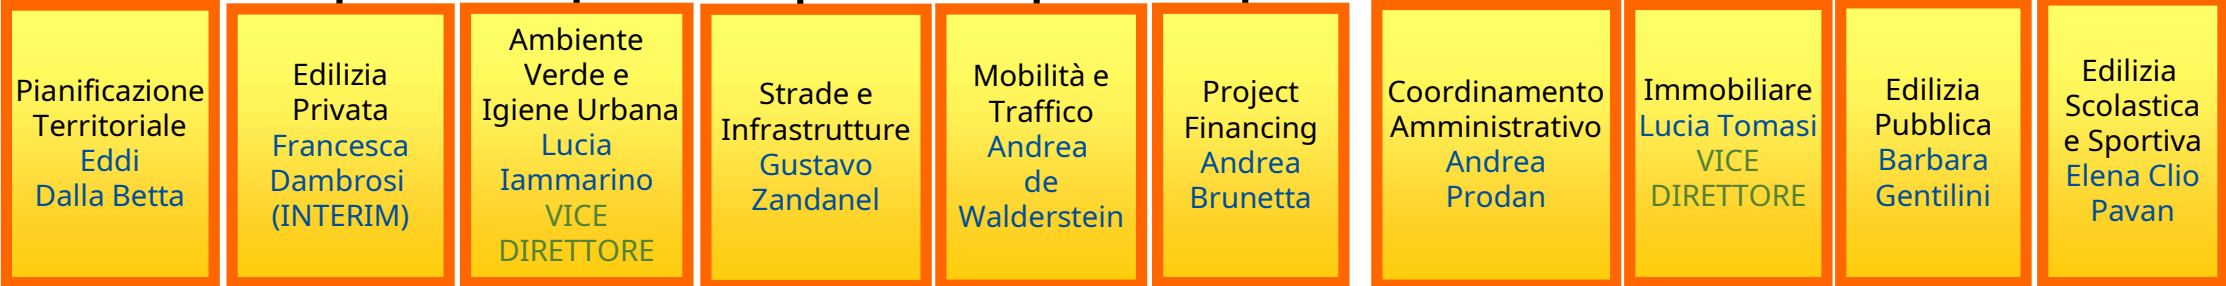 Pianificazione
Territoriale
Eddi
Dalla Betta
Edilizia
Privata
Francesca
Dambrosi
(INTERIM)
Ambiente
Verde e
Igiene Urbana
Lucia
Iammarino
VICE
DIRETTORE
Strade e
Infrastrutture
Gustavo
Zandanel
Mobilità e
Traffico
Andrea
de
Walderstein
Project
Financing
Andrea
Brunetta
Coordinamento
Amministrativo
Andrea
Prodan
Immobiliare
Lucia Tomasi
VICE
DIRETTORE
Edilizia
Pubblica
Barbara
Gentilini
Edilizia
Scolastica
e Sportiva
Elena Clio
Pavan